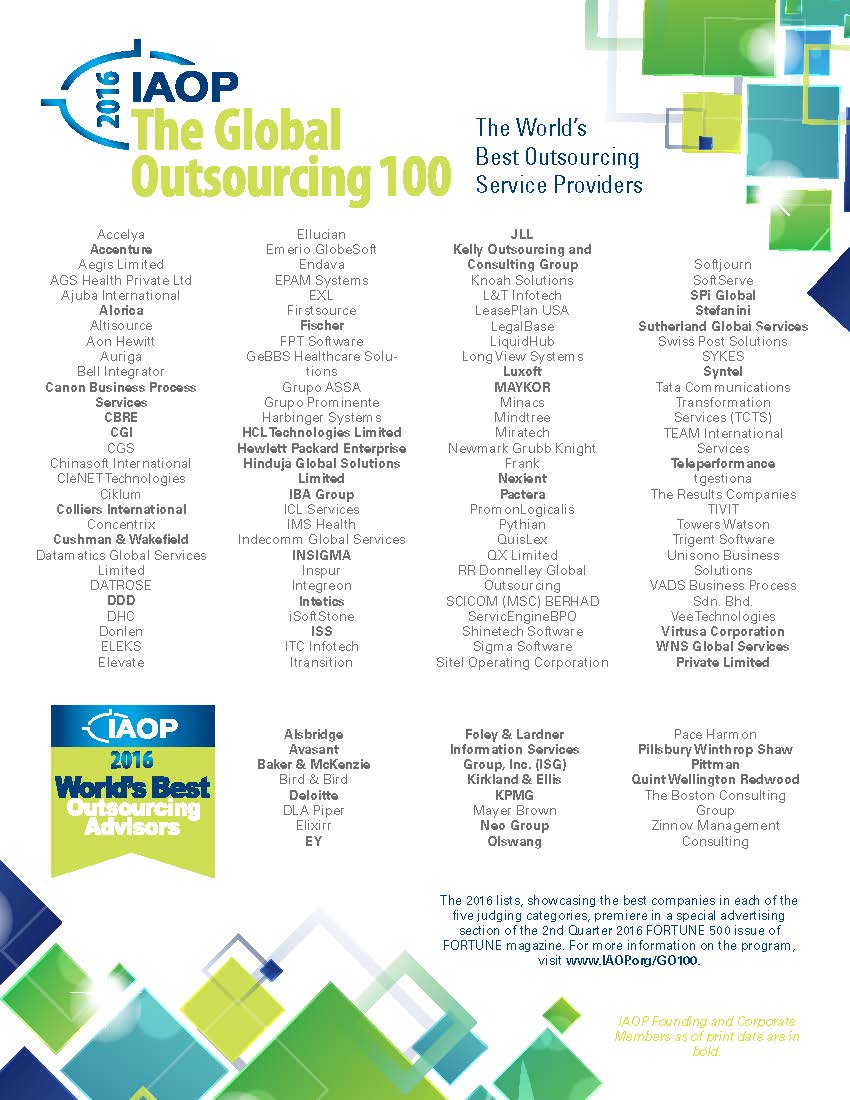 2016
IAOP
The Global
Outsourcing 100
The World's
Best Outsourcing
Service Providers
Accelya
Accenture
Aegis Limited
AGS Health Private Ltd
Ajuba International
Alorica
Altisource
Aon Hewitt
Auriga
Bell Integrator
Canon Business Process
Services
CBRE
CGI
CGS
Chinasoft International
CleNET Technologies
Ciklum
Colliers International
Concentrix
Cushman & Wakefield
Datamatics Global Services
Limited
DATROSE
DDD
DHC
Donlen
ELEKS
Elevate
Ellucian
Emerio GlobeSoft
Endava
EPAM Systems
EXL
Firstsource
Fischer
FPT Software
GeBBS Healthcare Solu-
tions
Grupo ASSA
Grupo Prominente
Harbinger Systems
HCL Technologies Limited
Hewlett Packard Enterprise
Hinduja Global Solutions
Limited
IBA Group
ICL Services
IMS Health
Indecomm Global Services
INSIGMA
Inspur
Integreon
Intetics
iSoftStone
ISS
ITC Infotech
Itransition
JLL
Kelly Outsourcing and
Consulting Group
Knoah Solutions
L&T Infotech
LeasePlan USA
LegalBase
LiquidHub
Long View Systems
Luxoft
MAYKOR
Minacs
Mindtree
Miratech
Newmark Grubb Knight
Frank
Nexient
Pactera
PromonLogicalis
Pythian
QuisLex
QX Limited
RR Donnelley Global
Outsourcing
SCICOM (MSC) BERHAD
ServicEngineBPO
Shinetech Software
Sigma Software
Sitel Operating Corporation
Softjourn
SoftServe
SPi Global
Stefanini
Sutherland Global Services
Swiss Post Solutions
SYKES
Syntel
Tata Communications
Transformation
Services (TCTS)
TEAM International
Services
Teleperformance
tgestiona
The Results Companies
TIVIT
Towers Watson
Trigent Software
Unisono Business
Solutions
VADS Business Process
Sdn. Bhd.
VeeTechnologies
Virtusa Corporation
WNS Global Services
Private Limited
IAOP
2016
World's Best
Outsourcing
Advisors
Alsbridge
Avasant
Baker & McKenzie
Bird & Bird
Deloitte
DLA Piper
Elixirr
EY
Foley & Lardner
Information Services
Group, Inc. (ISG)
Kirkland & Ellis
KPMG
Mayer Brown
Neo Group
Olswang
Pace Harmon
Pillsbury Winthrop Shaw
Pittman
Quint Wellington Redwood
The Boston Consulting
Group
Zinnov Management
Consulting
The 2016 lists, showcasing the best companies in each of the
five judging categories, premiere in a special advertising
section of the 2nd Quarter 2016 FORTUNE 500 issue of
FORTUNE magazine. For more information on the program,
visit www.IAOP.org/GO100.
IAOP Founding and Corporate
Members as of print date are in
bold.